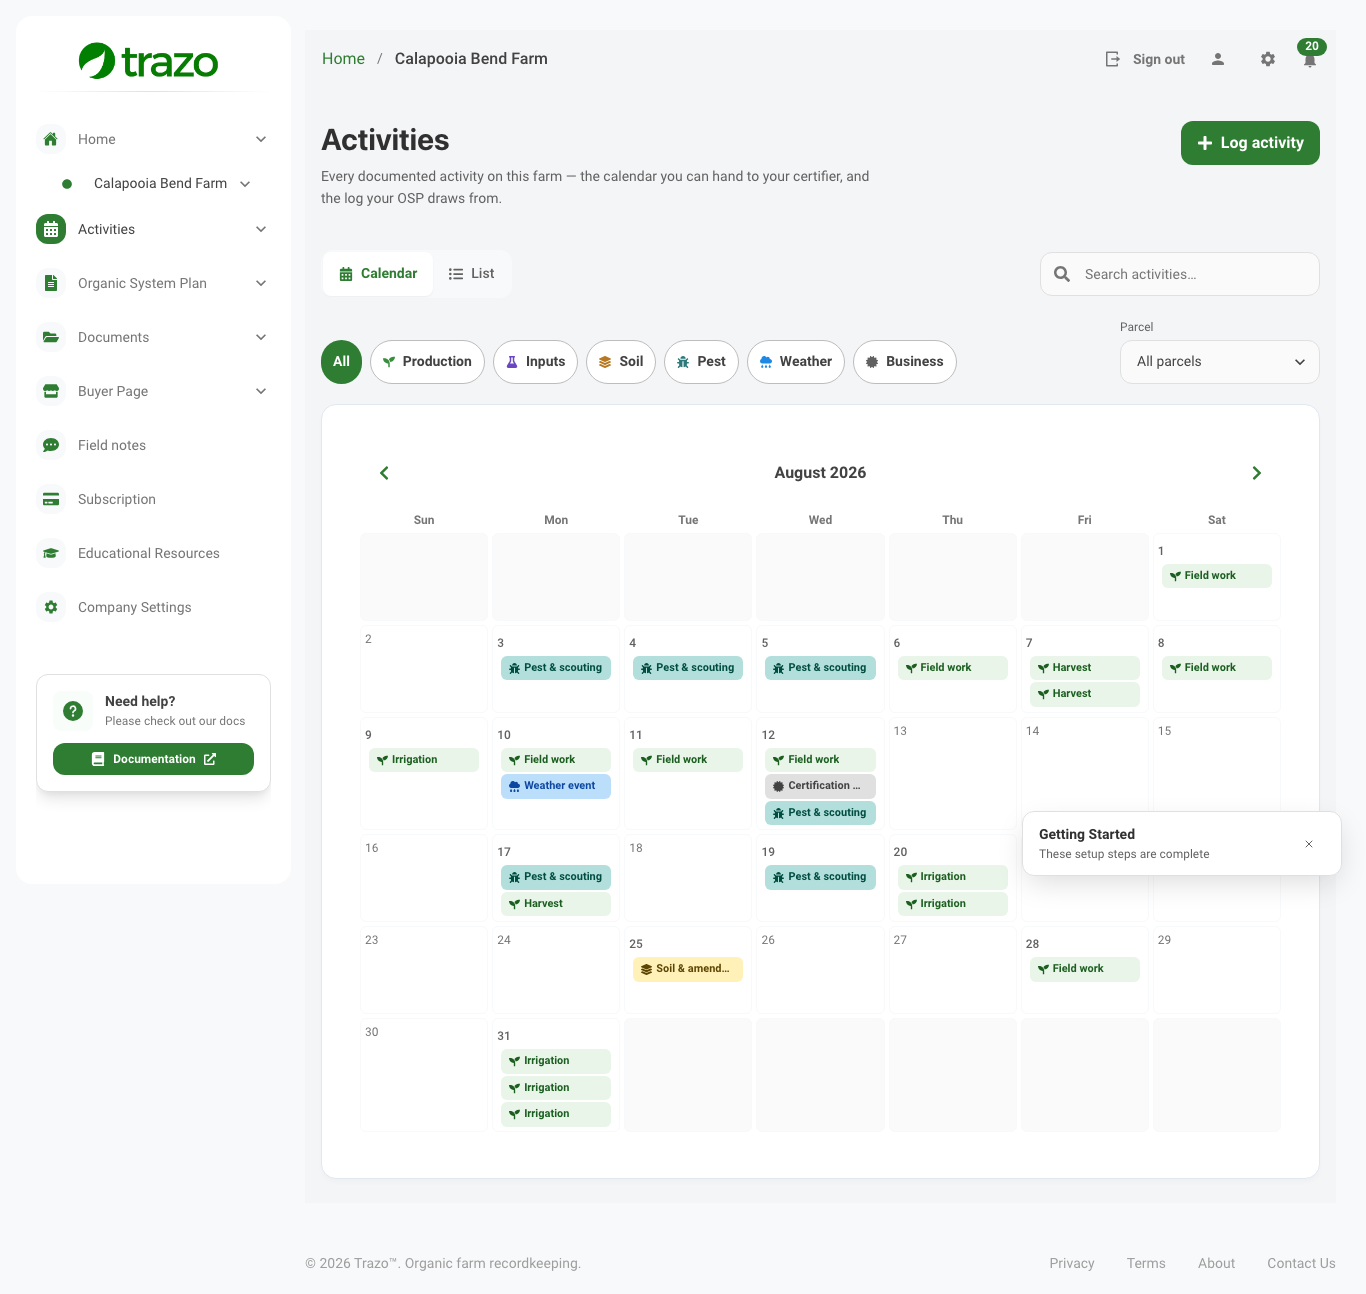 trazo
Home
Calapooia Bend Farm
Activities
Organic System Plan
Documents
Buyer Page
Field notes
Subscription
Educational Resources
Company Settings
Need help?
Please check out our docs
Documentation
Home / Calapooia Bend Farm
Sign out
20
Activities
Log activity
Every documented activity on this farm — the calendar you can hand to your certifier, and
the log your OSP draws from.
Calendar
List
Search activities...
Parcel
All
Production
Inputs
Soil
Pest
Weather
Business
All parcels
August 2026
Sun Mon Tue Wed Thu Fri Sat
1
Field work
2
3
Pest & scouting
4
Pest & scouting
5
Pest & scouting
6
Field work
7
Harvest
Harvest
8
Field work
9
Irrigation
10
Field work
Weather event
11
Field work
12
Field work
Certification ...
Pest & scouting
13
14
15
16
17
Pest & scouting
Harvest
18
19
Pest & scouting
20
Irrigation
Irrigation
Getting Started
These setup steps are complete
23
24
25
Soil & amend...
26
27
28
Field work
29
30
31
Irrigation
Irrigation
Irrigation
© 2026 Trazo™. Organic farm recordkeeping.
Privacy
Terms
About
Contact Us